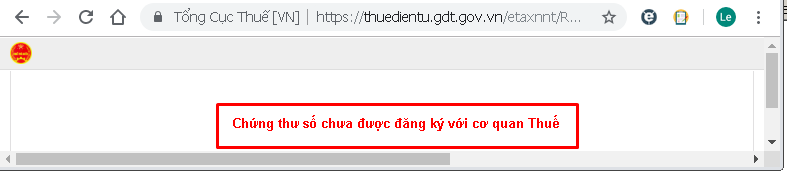 Tổng Cục Thuế [VN] | https://thuedientu.gdt.gov.vn/etaxnnt/R...
Le
Chứng thư số chưa được đăng ký với cơ quan Thuế